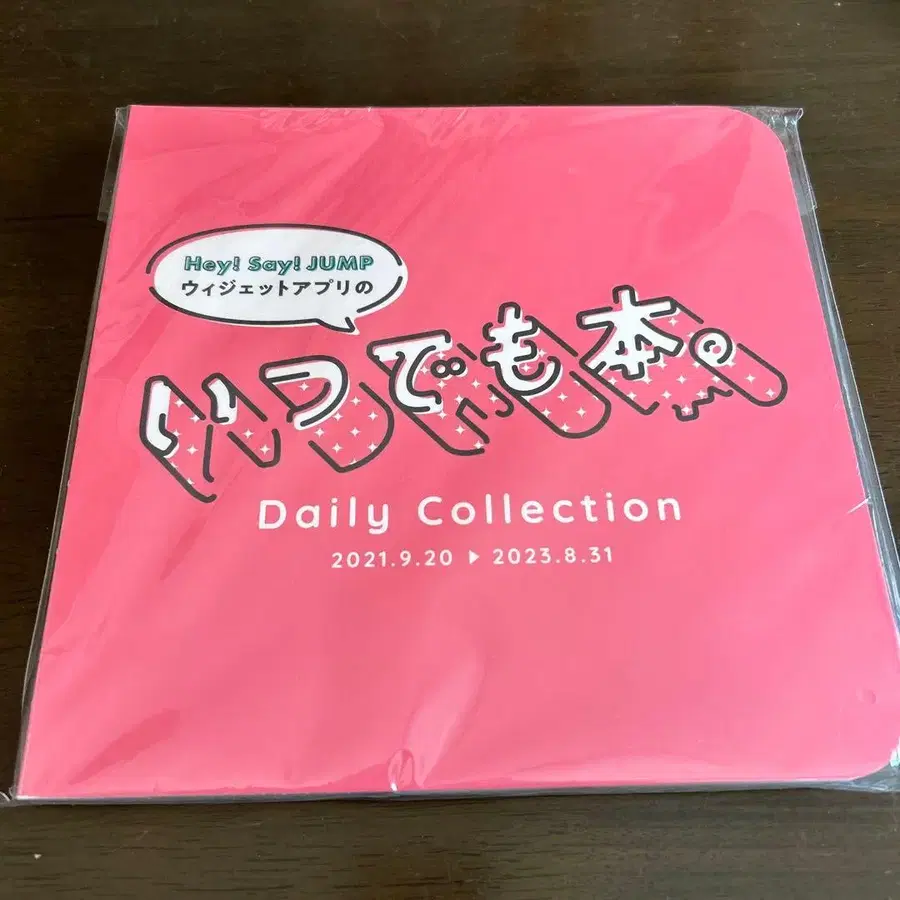 Hey! Say! JUMP
ウィジェットアプリの
いつでも本。
Daily Collection
2021.9.20 ▶ 2023.8.31